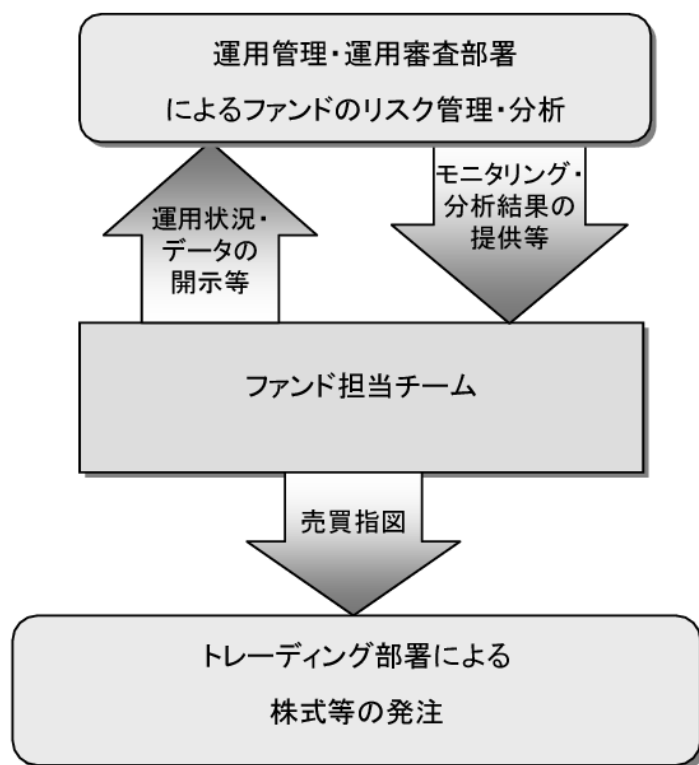 運用管理・運用審査部署
によるファンドのリスク管理・分析
運用状況・
データの
開示等
モニタリング・
分析結果の
提供等
ファンド担当チーム
売買指図
トレーディング部署による
株式等の発注